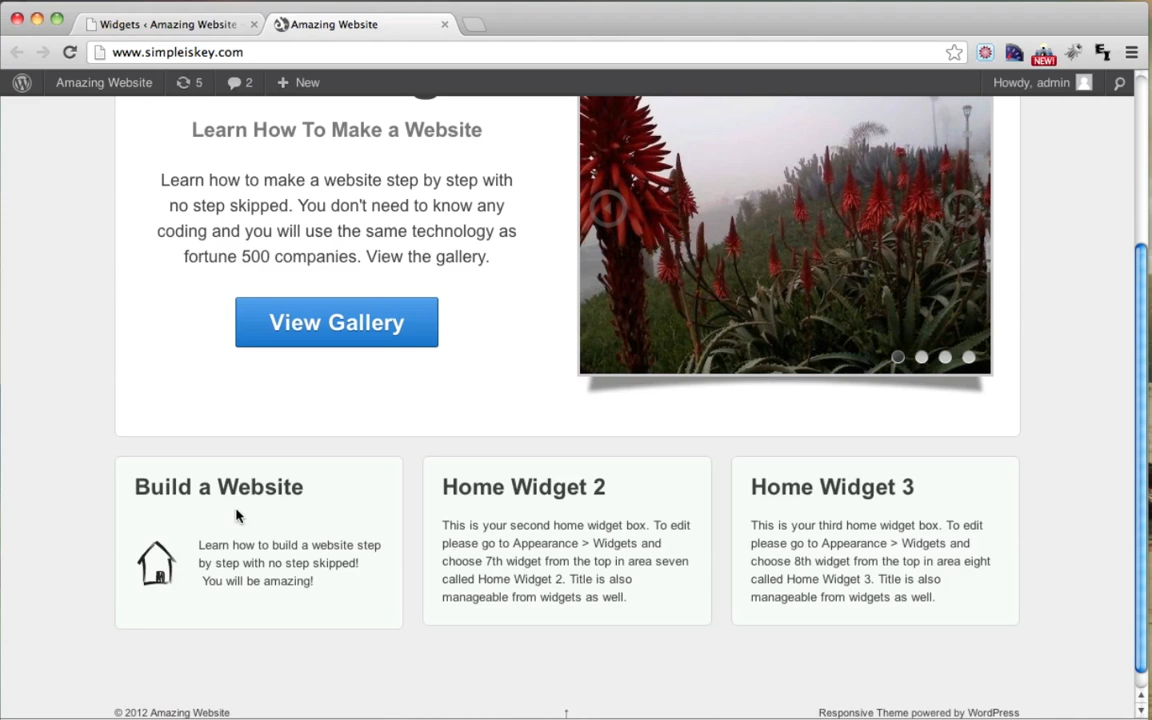 Widgets ‹ Amazing Website
Amazing Website
www.simpleiskey.com
NEW!
EI
Amazing Website
5
2
+ New
Howdy, admin
Learn How To Make a Website
Learn how to make a website step by step with
no step skipped. You don't need to know any
coding and you will use the same technology as
fortune 500 companies. View the gallery.
View Gallery
Build a Website
Learn how to build a website step
by step with no step skipped!
You will be amazing!
Home Widget 2
This is your second home widget box. To edit
please go to Appearance > Widgets and
choose 7th widget from the top in area seven
called Home Widget 2. Title is also
manageable from widgets as well.
Home Widget 3
This is your third home widget box. To edit
please go to Appearance > Widgets and
choose 8th widget from the top in area eight
called Home Widget 3. Title is also
manageable from widgets as well.
© 2012 Amazing Website
↑
Responsive Theme powered by WordPress